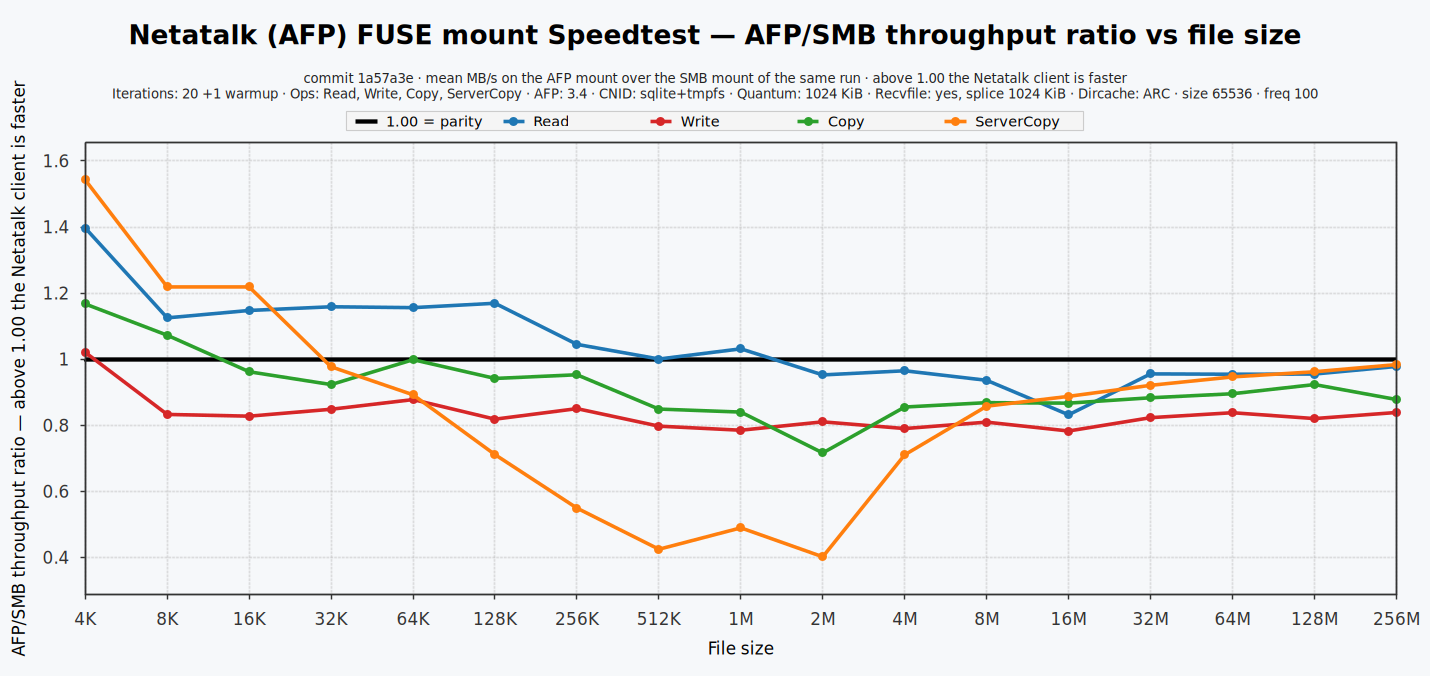 Netatalk (AFP) FUSE mount Speedtest — AFP/SMB throughput ratio vs file size
commit 1a57a3e · mean MB/s on the AFP mount over the SMB mount of the same run · above 1.00 the Netatalk client is faster
Iterations: 20 +1 warmup · Ops: Read, Write, Copy, ServerCopy · AFP: 3.4 · CNID: sqlite+tmpfs · Quantum: 1024 KiB · Recvfile: yes, splice 1024 KiB · Dircache: ARC · size 65536 · freq 100
1.00 = parity Read Write Copy ServerCopy
AFP/SMB throughput ratio — above 1.00 the Netatalk client is faster
1.6
1.4
1.2
1
0.8
0.6
0.4
4K 8K 16K 32K 64K 128K 256K 512K 1M 2M 4M 8M 16M 32M 64M 128M 256M
File size